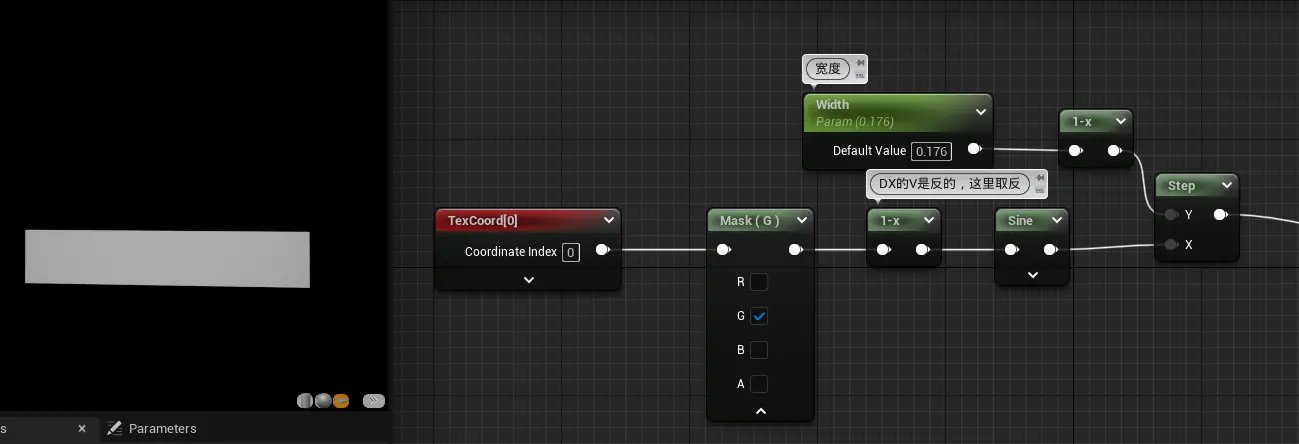 宽度
Width
Param (0.176)
Default Value 0.176
1-x
DX的V是反的，这里取反
Step
Y
X
TexCoord[0]
Coordinate Index 0
Mask ( G )
R
G
B
A
1-x
Sine
s
Parameters